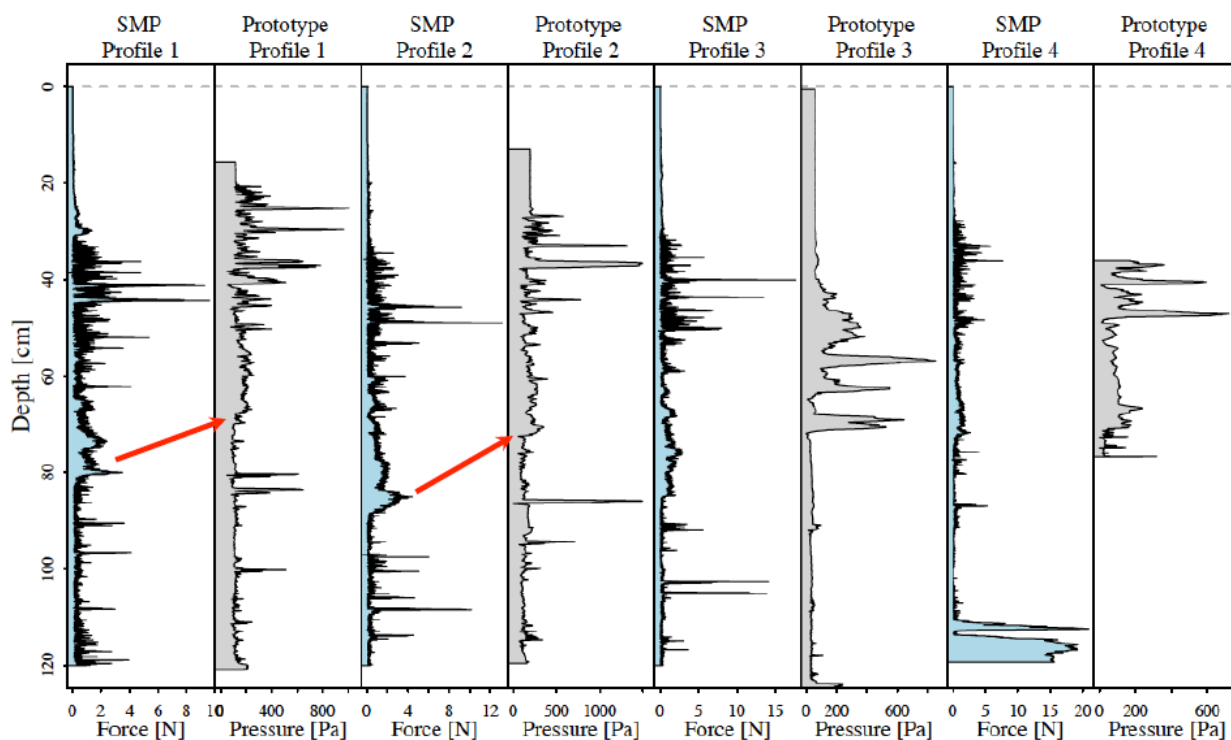 SMP Profile 1
Prototype Profile 1
SMP Profile 2
Prototype Profile 2
SMP Profile 3
Prototype Profile 3
SMP Profile 4
Prototype Profile 4
Depth [cm]
0
20
40
60
80
100
120
0 2 4 6 8 10
0 400 800
0 4 8 12
0 500 1000
0 5 10 15
0 200 600
0 5 10 15 20
0 200 600
Force [N]
Pressure [Pa]
Force [N]
Pressure [Pa]
Force [N]
Pressure [Pa]
Force [N]
Pressure [Pa]